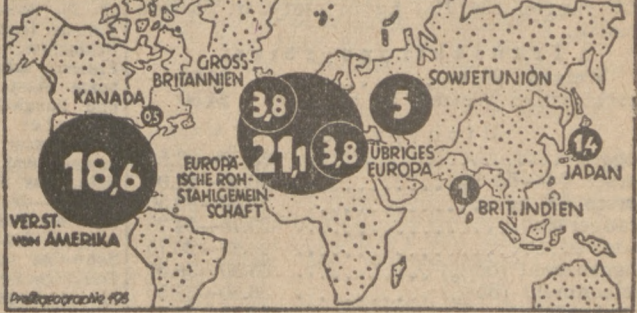 GROSS-
BRITANNIEN
KANADA
0,5
3,8
SOWJETUNION
5
18,6
21,1
3,8
EUROPÄ-
ISCHE ROH-
STAHLGEMEIN-
SCHAFT
ÜBRIGES
EUROPA
1,4
JAPAN
1
BRIT. INDIEN
VER. ST.
VON AMERIKA